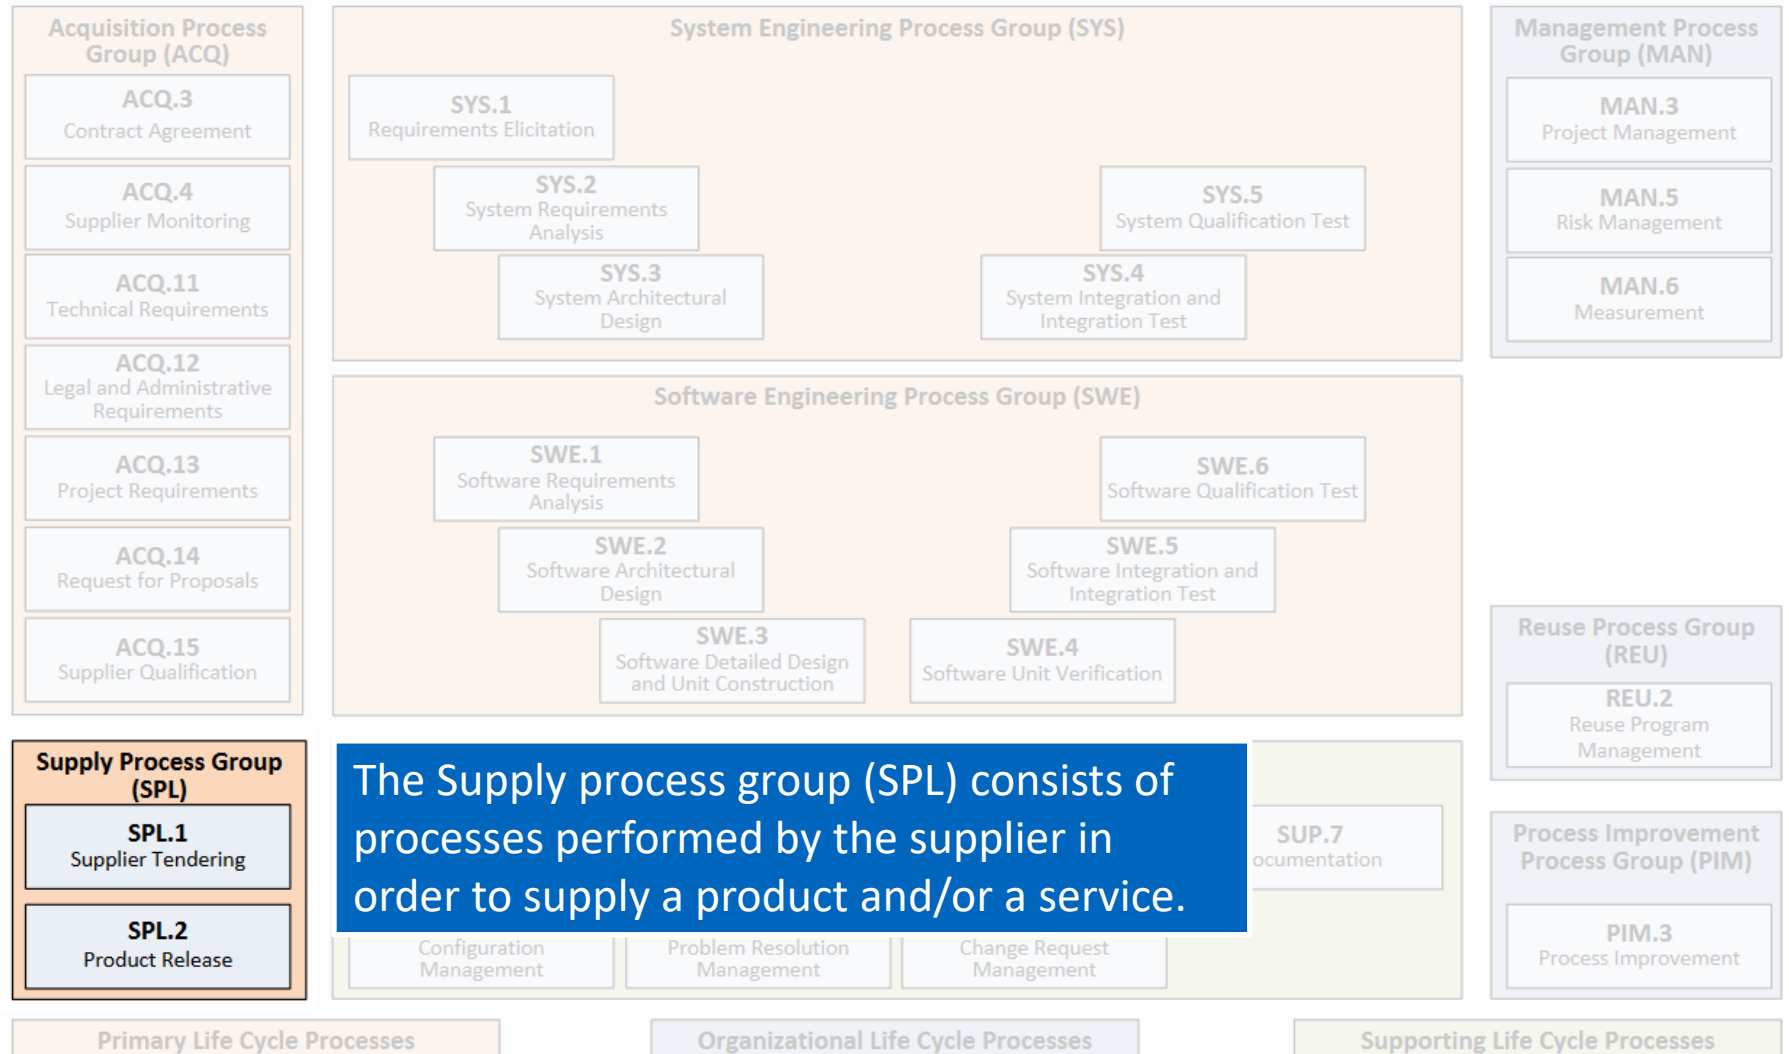 Acquisition Process
Group (ACQ)
ACQ.3
Contract Agreement
ACQ.4
Supplier Monitoring
ACQ.11
Technical Requirements
ACQ.12
Legal and Administrative
Requirements
ACQ.13
Project Requirements
ACQ.14
Request for Proposals
ACQ.15
Supplier Qualification
System Engineering Process Group (SYS)
SYS.1
Requirements Elicitation
SYS.2
System Requirements
Analysis
SYS.3
System Architectural
Design
SYS.5
System Qualification Test
SYS.4
System Integration and
Integration Test
Software Engineering Process Group (SWE)
SWE.1
Software Requirements
Analysis
SWE.2
Software Architectural
Design
SWE.3
Software Detailed Design
and Unit Construction
SWE.6
Software Qualification Test
SWE.5
Software Integration and
Integration Test
SWE.4
Software Unit Verification
Management Process
Group (MAN)
MAN.3
Project Management
MAN.5
Risk Management
MAN.6
Measurement
Reuse Process Group
(REU)
REU.2
Reuse Program
Management
Supply Process Group
(SPL)
SPL.1
Supplier Tendering
SPL.2
Product Release
The Supply process group (SPL) consists of
processes performed by the supplier in
order to supply a product and/or a service.
SUP.7
ocumentation
Configuration
Management
Problem Resolution
Management
Change Request
Management
Process Improvement
Process Group (PIM)
PIM.3
Process Improvement
Primary Life Cycle Processes
Organizational Life Cycle Processes
Supporting Life Cycle Processes